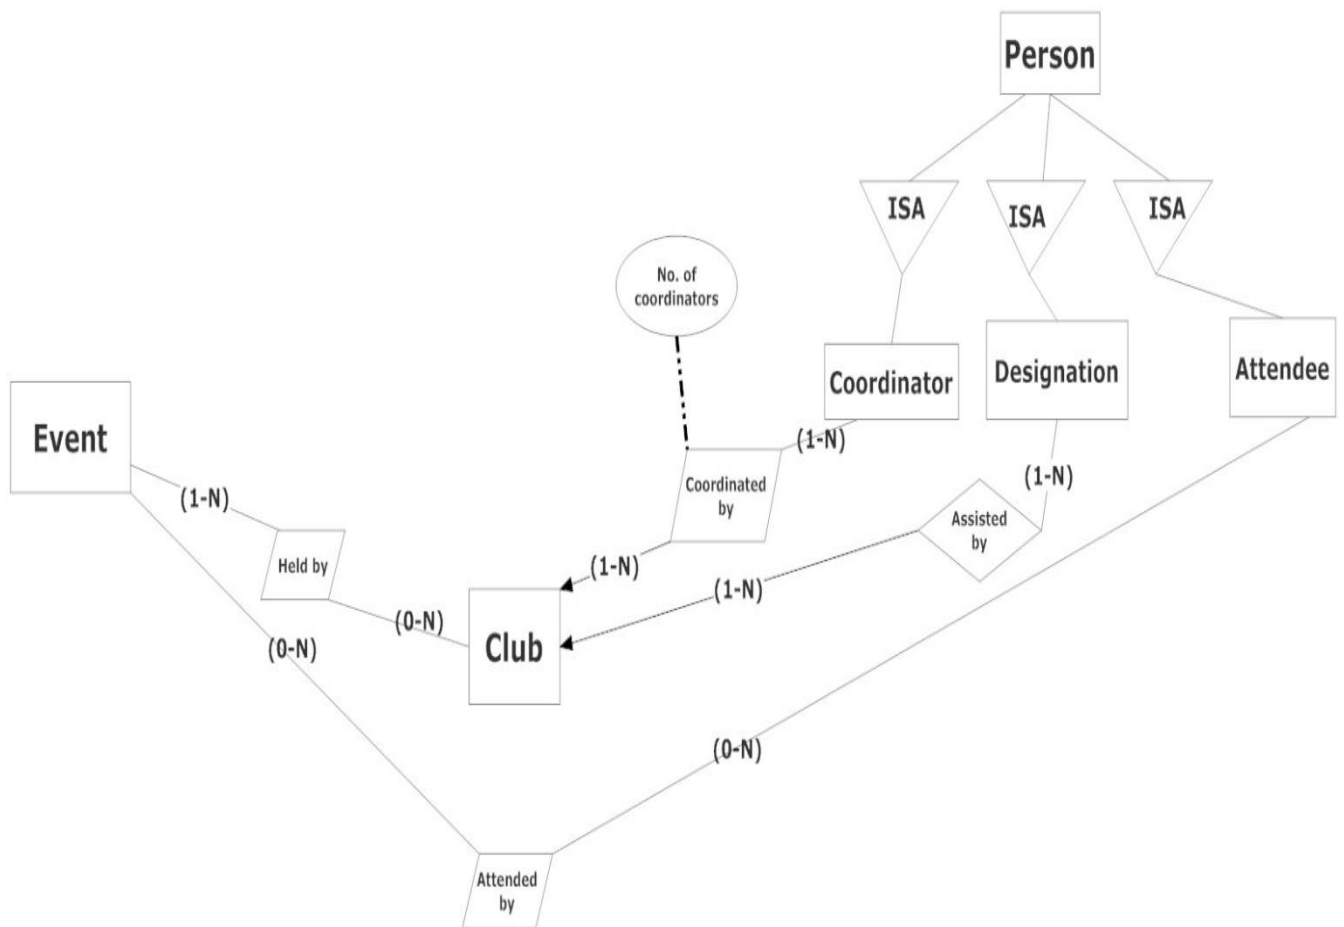 Person
ISA
ISA
ISA
No. of
coordinators
Coordinator
Designation
Attendee
Event
(1-N)
Coordinated
by
(1-N)
(1-N)
Held by
Assisted
by
(1-N)
(1-N)
(0-N)
Club
(0-N)
(0-N)
Attended
by